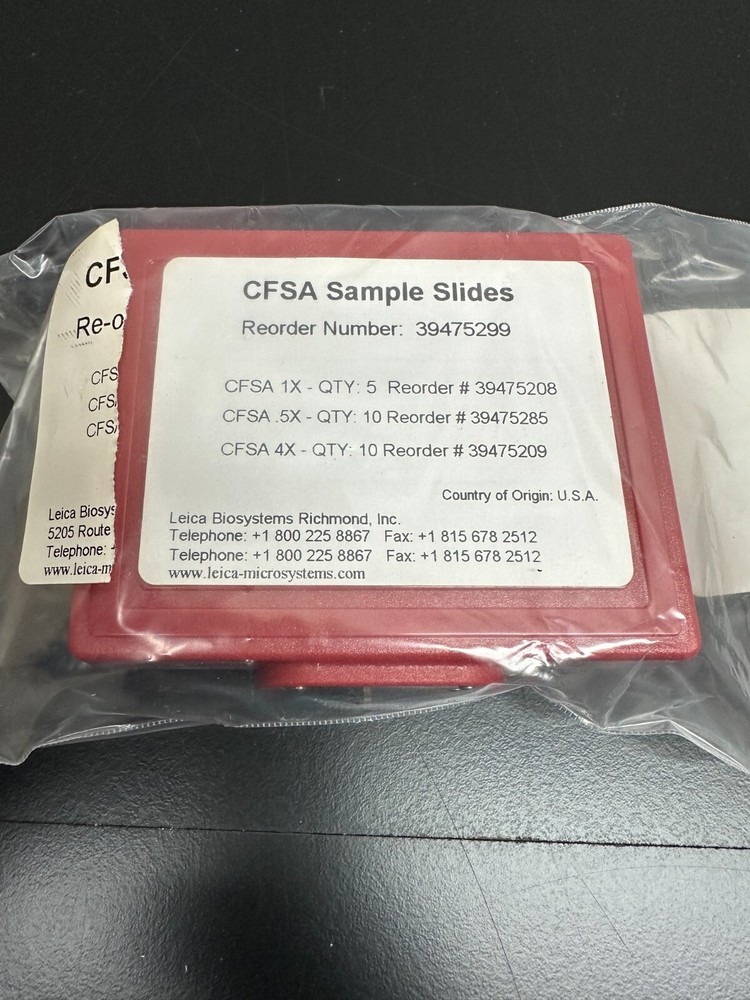 CFSA Sample Slides
Reorder Number: 39475299
CFSA 1X - QTY: 5 Reorder # 39475208
CFSA .5X - QTY: 10 Reorder # 39475285
CFSA 4X - QTY: 10 Reorder # 39475209
Country of Origin: U.S.A.
Leica Biosystems Richmond, Inc.
Telephone: +1 800 225 8867 Fax: +1 815 678 2512
Telephone: +1 800 225 8867 Fax: +1 815 678 2512
www.leica-microsystems.com
CFS
Re-o
CFS
CFS
CFS
Leica Biosys
5205 Route
Telephone: +
www.leica-m